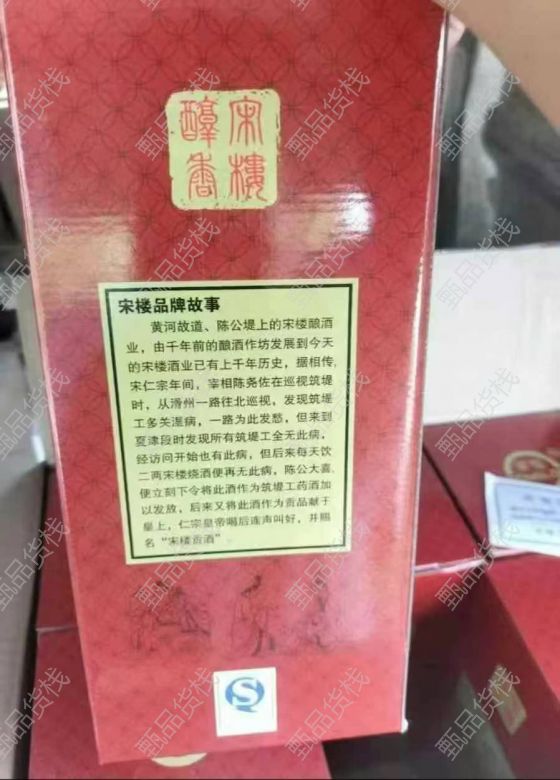 宋楼
醇香
宋楼品牌故事
黄河故道、陈公堤上的宋楼酿酒
业，由千年前的酿酒作坊发展到今天
的宋楼酒业已有上千年历史，据相传，
宋仁宗年间，宰相陈尧佐在巡视筑堤
时，从滑州一路往北巡视，发现筑堤
工多关湿病，一路为此发愁，但来到
夏津段时发现所有筑堤工全无此病，
经访问开始也有此病，但后来每天饮
二两宋楼烧酒便再无此病，陈公大喜，
便立刻下令将此酒作为筑堤工药酒加
以发放，后来又将此酒作为贡品献于
皇上，仁宗皇帝喝后连声叫好，并赐
名“宋楼贡酒”
甄品货栈